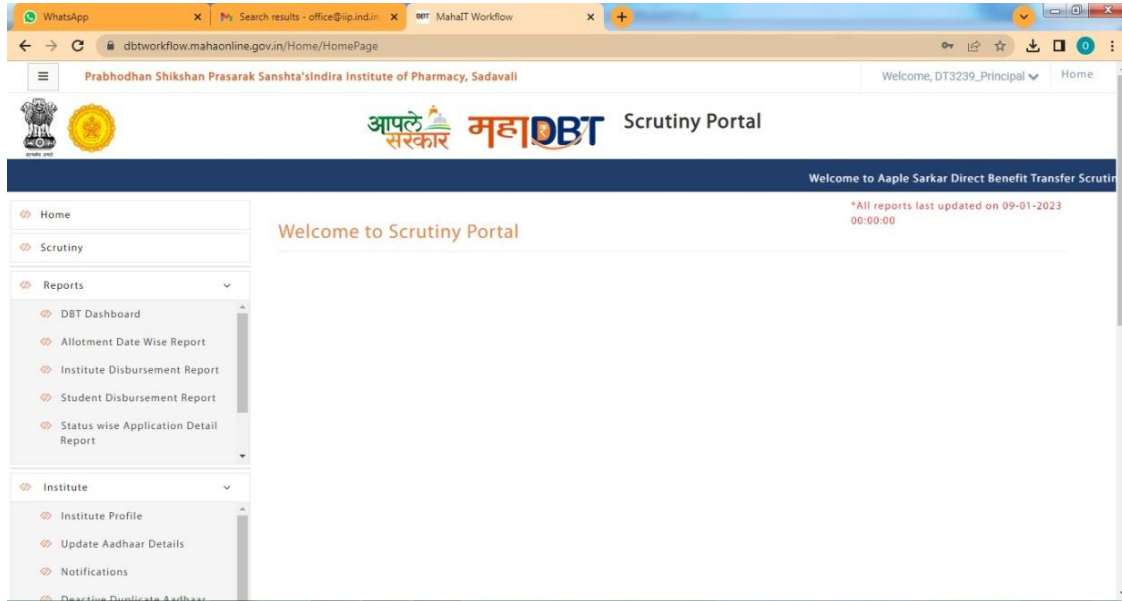 WhatsApp
Search results - office@iip.ind.in
MahaIT Workflow
dbtworkflow.mahaonline.gov.in/Home/HomePage
Prabhodhan Shikshan Prasarak Sanshta'sIndira Institute of Pharmacy, Sadavali
Welcome, DT3239_Principal
Home
आपले सरकार
महाDBT
Scrutiny Portal
Welcome to Aaple Sarkar Direct Benefit Transfer Scrutin
Home
Scrutiny
Reports
DBT Dashboard
Allotment Date Wise Report
Institute Disbursement Report
Student Disbursement Report
Status wise Application Detail
Report
Institute
Institute Profile
Update Aadhaar Details
Notifications
Deactive Duplicate Aadhaar
Welcome to Scrutiny Portal
*All reports last updated on 09-01-2023
00:00:00